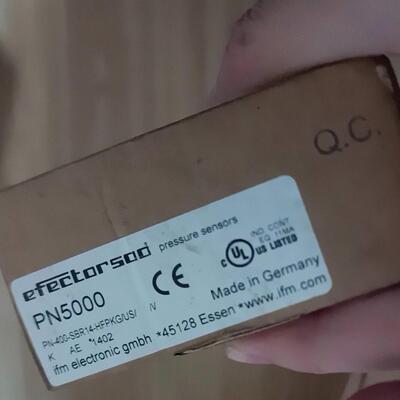 Q.C.
efector500 pressure sensors
PN5000
PN-400-SBR14-HFPKG/US/ /V
K AE *1402
ifm electronic gmbh *45128 Essen *www.ifm.com
Made in Germany
CE
C UL US LISTED
IND. CONT.
EQ. 11MA